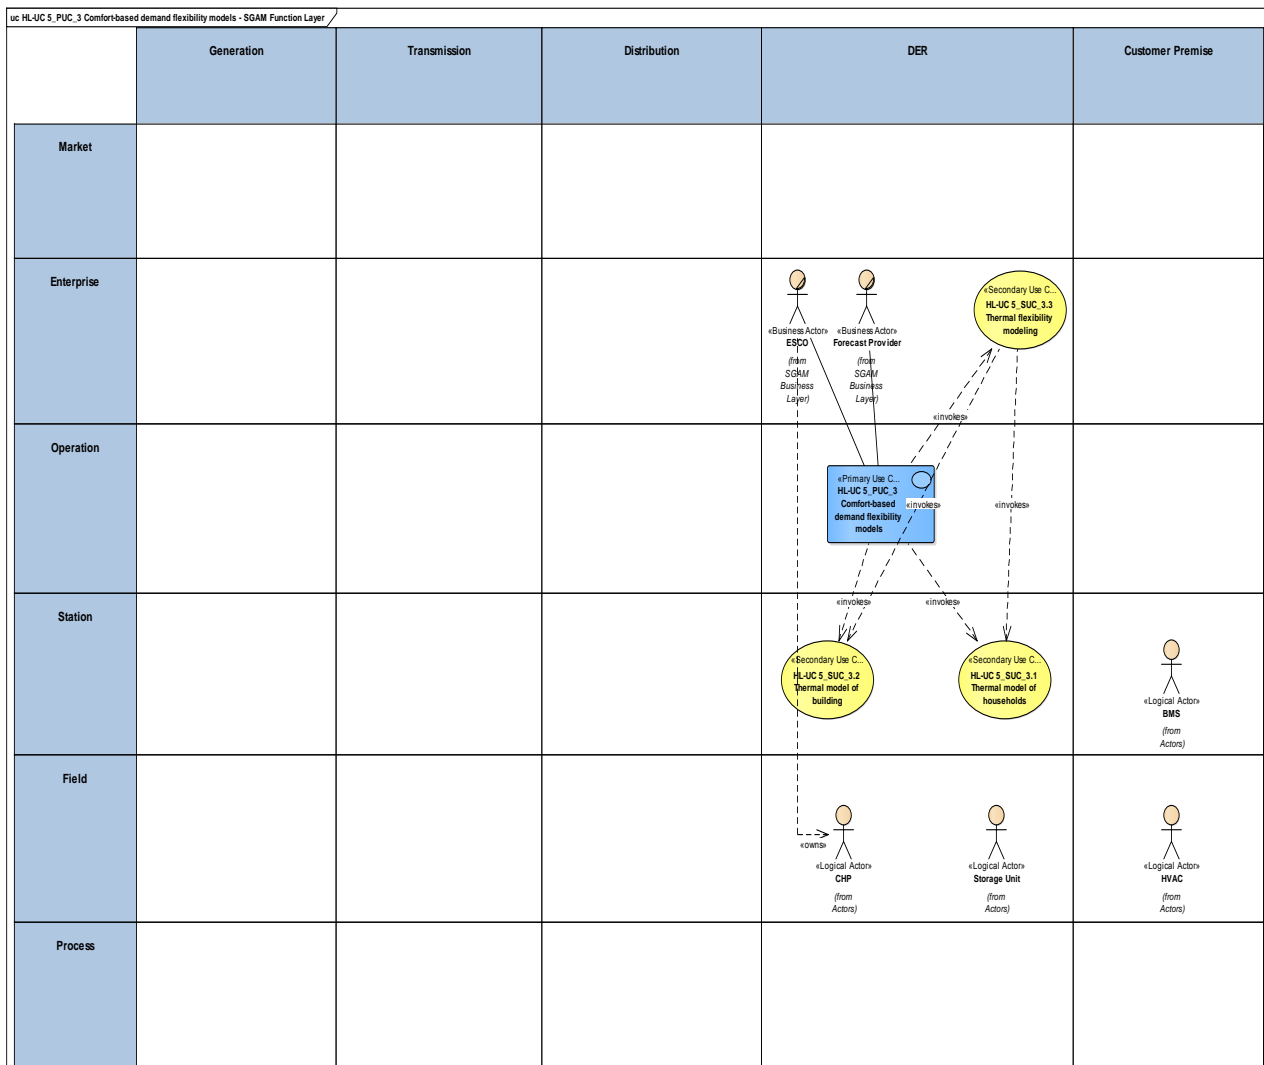 uc HL-UC 5_PUC_3 Comfort-based demand flexibility models - SGAM Function Layer
Generation
Transmission
Distribution
DER
Customer Premise
Market
Enterprise
«Business Actor»
ESCO
(from
SGAM
Business
Layer)
«Business Actor»
Forecast Provider
(from
SGAM
Business
Layer)
«Secondary Use C...
HL-UC 5_SUC_3.3
Thermal flexibility
modeling
«invokes»
Operation
«Primary Use C...
HL-UC 5_PUC_3
Comfort-based
demand flexibility
models
«invokes»
«invokes»
«invokes»
«invokes»
Station
«Secondary Use C...
HL-UC 5_SUC_3.2
Thermal model of
building
«Secondary Use C...
HL-UC 5_SUC_3.1
Thermal model of
households
«Logical Actor»
BMS
(from
Actors)
Field
«owns»
«Logical Actor»
CHP
(from
Actors)
«Logical Actor»
Storage Unit
(from
Actors)
«Logical Actor»
HVAC
(from
Actors)
Process